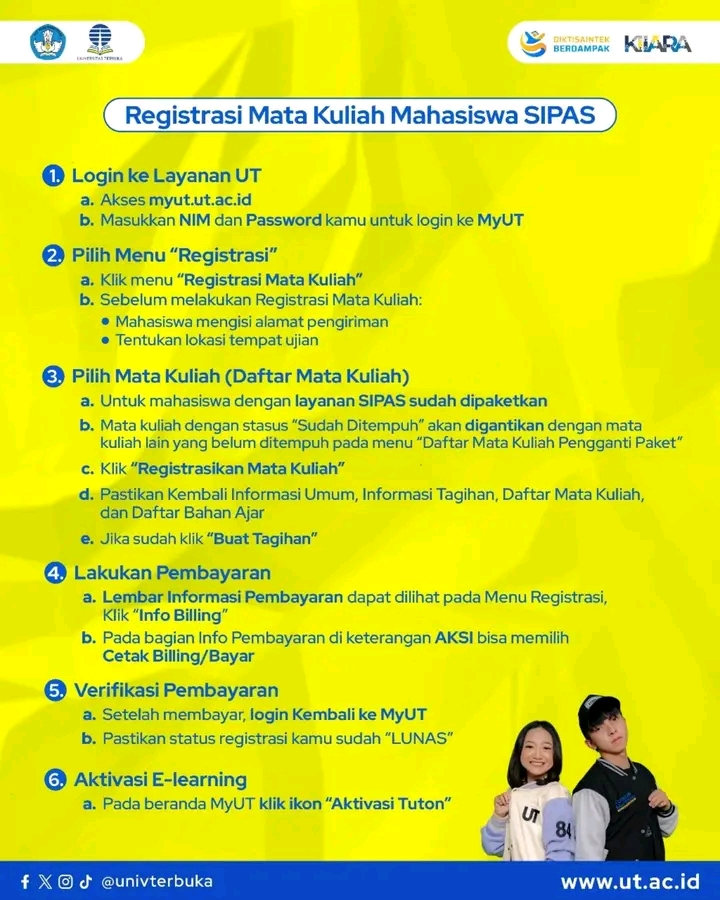 UNIVERSITAS TERBUKA
DIKTISAINTEK
BERDAMPAK
Registrasi Mata Kuliah Mahasiswa SIPAS
1. Login ke Layanan UT
a. Akses myut.ut.ac.id
b. Masukkan NIM dan Password kamu untuk login ke MyUT
2. Pilih Menu “Registrasi”
a. Klik menu “Registrasi Mata Kuliah”
b. Sebelum melakukan Registrasi Mata Kuliah:
• Mahasiswa mengisi alamat pengiriman
• Tentukan lokasi tempat ujian
3. Pilih Mata Kuliah (Daftar Mata Kuliah)
a. Untuk mahasiswa dengan layanan SIPAS sudah dipaketkan
b. Mata kuliah dengan stasus “Sudah Ditempuh” akan digantikan dengan mata
kuliah lain yang belum ditempuh pada menu “Daftar Mata Kuliah Pengganti Paket”
c. Klik “Registrasikan Mata Kuliah”
d. Pastikan Kembali Informasi Umum, Informasi Tagihan, Daftar Mata Kuliah,
dan Daftar Bahan Ajar
e. Jika sudah klik “Buat Tagihan”
4. Lakukan Pembayaran
a. Lembar Informasi Pembayaran dapat dilihat pada Menu Registrasi,
Klik “Info Billing”
b. Pada bagian Info Pembayaran di keterangan AKSI bisa memilih
Cetak Billing/Bayar
5. Verifikasi Pembayaran
a. Setelah membayar, login Kembali ke MyUT
b. Pastikan status registrasi kamu sudah “LUNAS”
6. Aktivasi E-learning
a. Pada beranda MyUT klik ikon “Aktivasi Tuton”
UT
84
@univterbuka
www.ut.ac.id